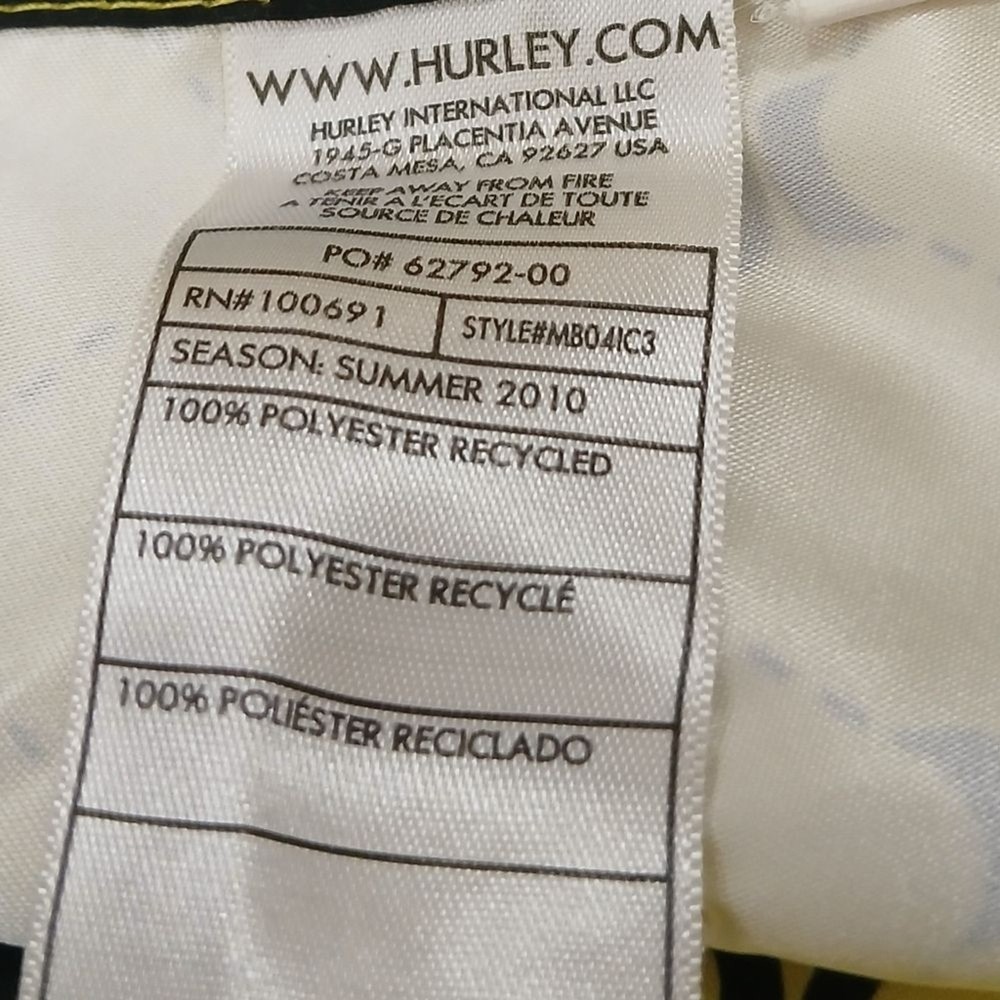 WWW.HURLEY.COM
HURLEY INTERNATIONAL LLC
1945-G PLACENTIA AVENUE
COSTA MESA, CA 92627 USA
KEEP AWAY FROM FIRE
A TENIR A L'ECART DE TOUTE
SOURCE DE CHALEUR
PO# 62792-00
RN#100691 STYLE#MB04IC3
SEASON: SUMMER 2010
100% POLYESTER RECYCLED
100% POLYESTER RECYCLÉ
100% POLIÉSTER RECICLADO